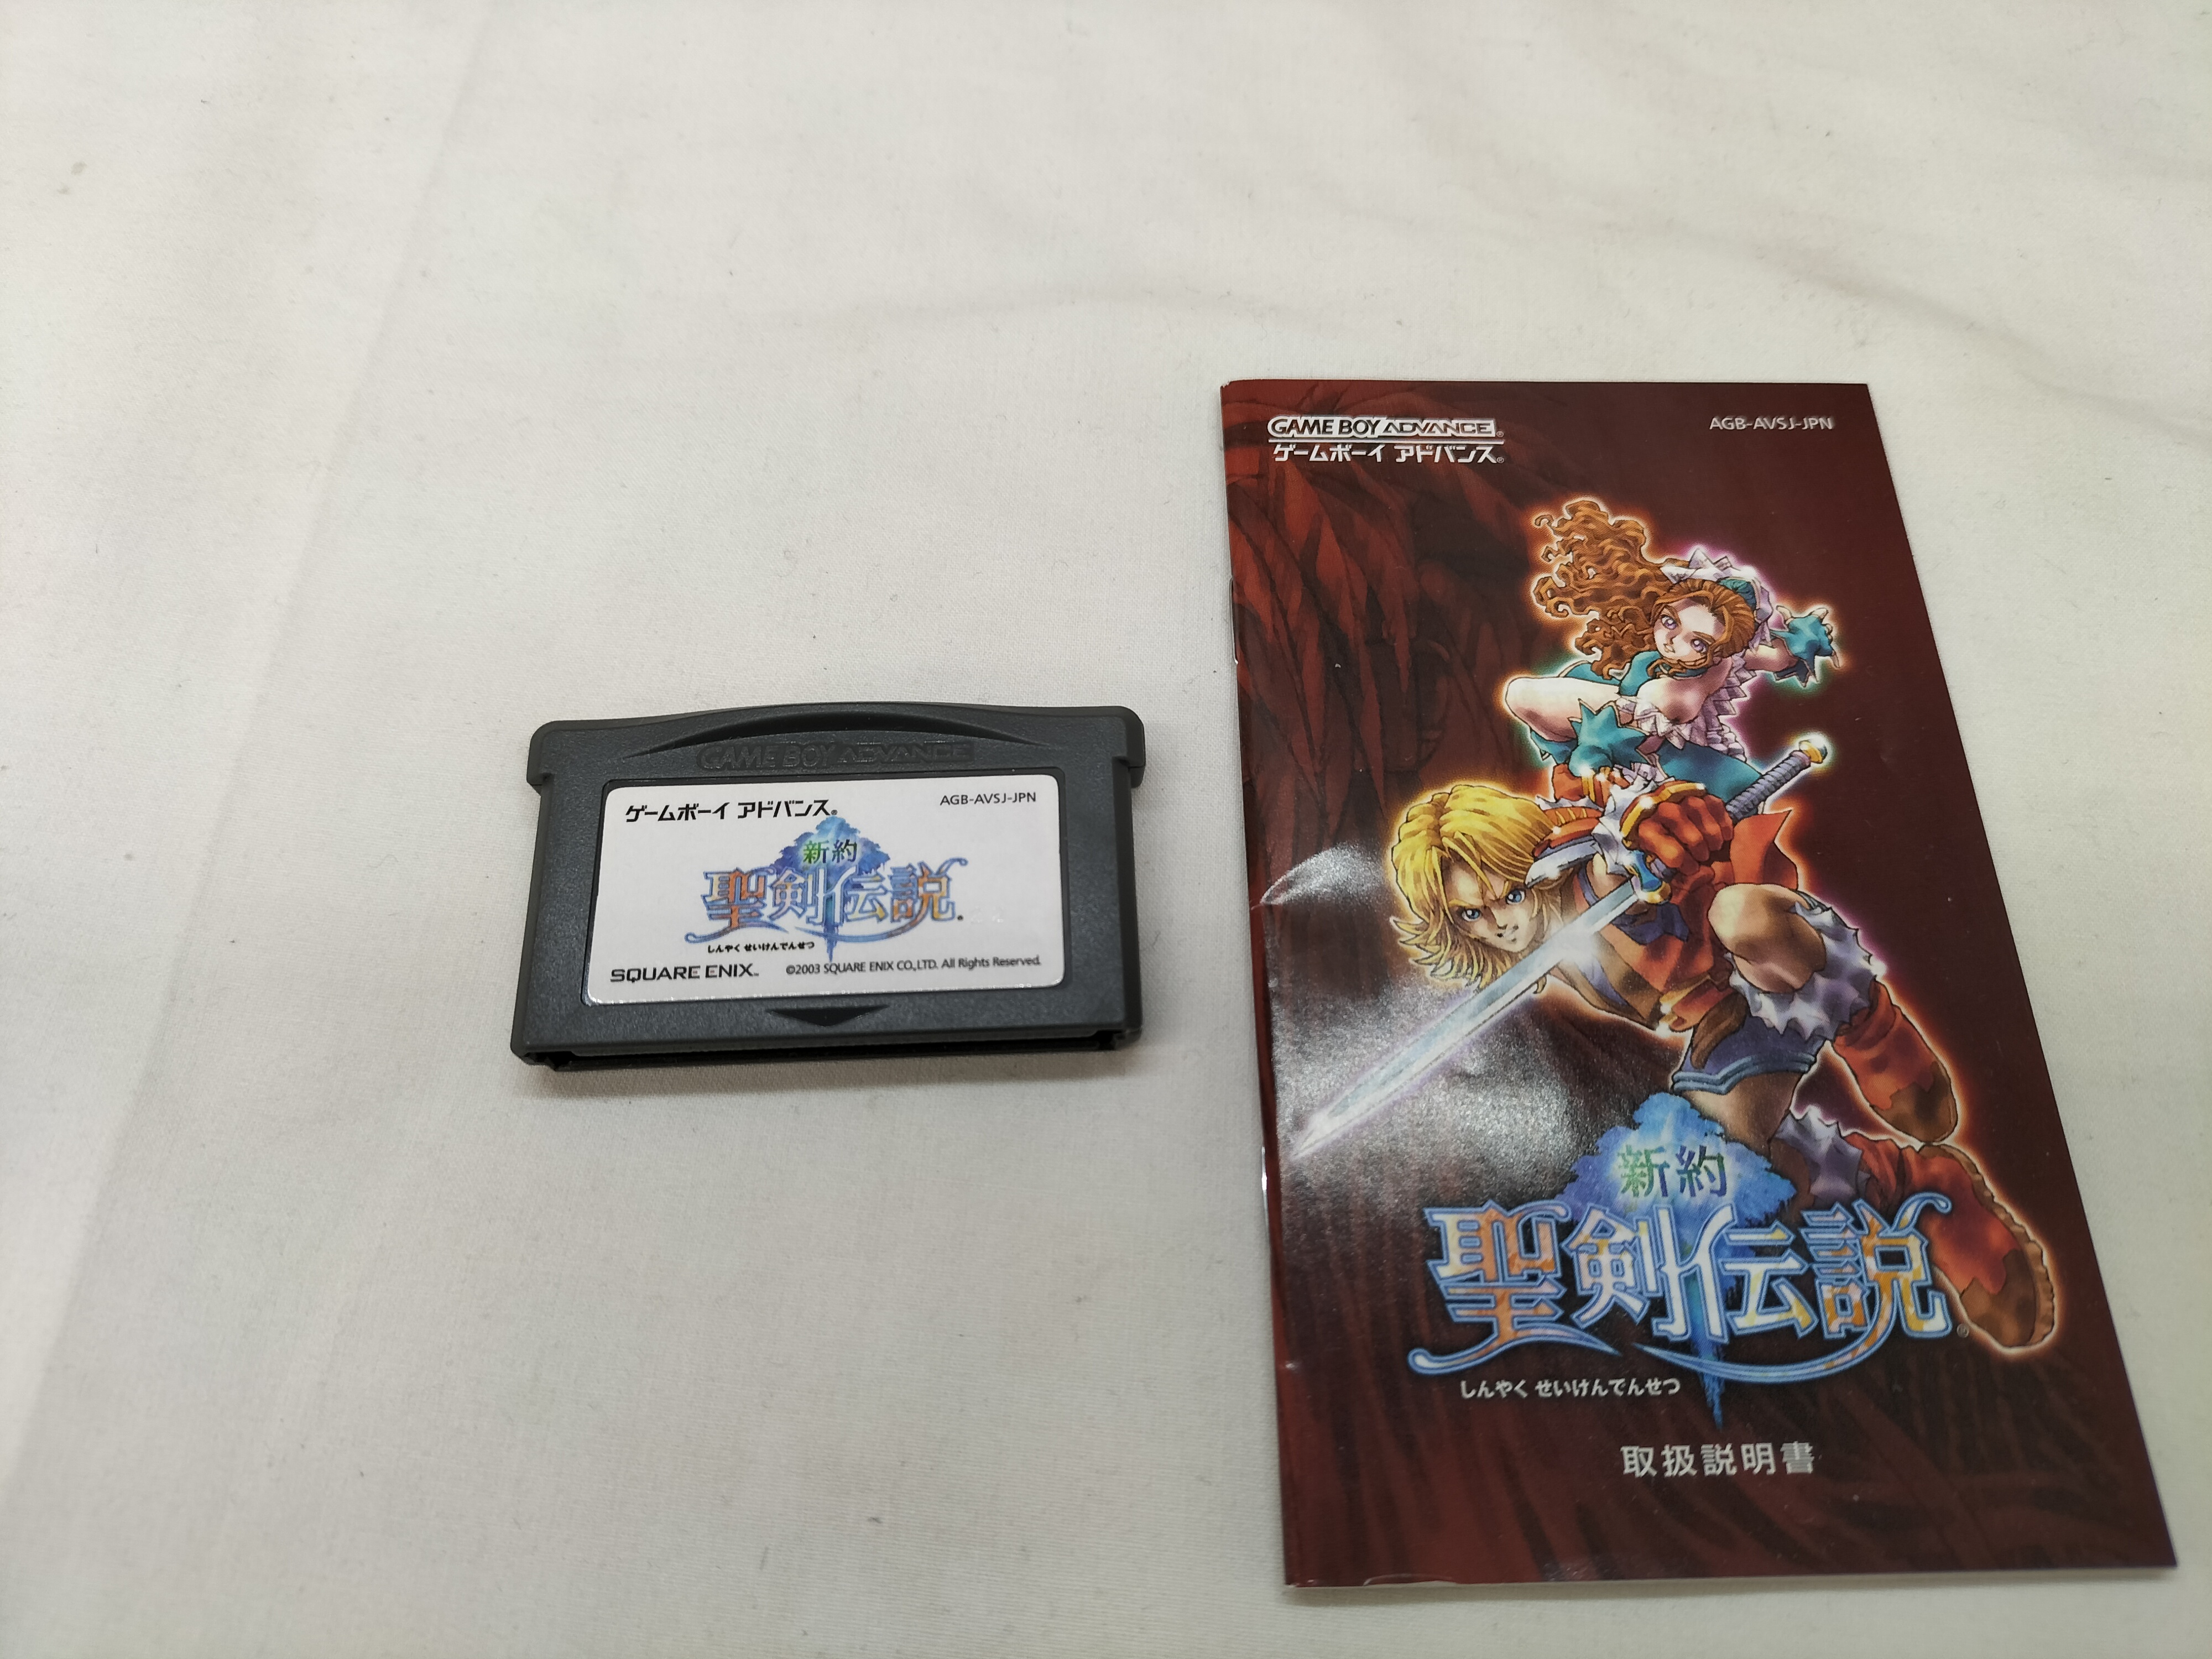 GAME BOY ADVANCE
ゲームボーイ アドバンス®
AGB-AVSJ-JPN
新約
聖剣伝説
しんやく せいけんでんせつ
SQUARE ENIX™
©2003 SQUARE ENIX CO.,LTD. All Rights Reserved.
GAME BOY ADVANCE®
ゲームボーイ アドバンス®
AGB-AVSJ-JPN
新約
聖剣伝説®
しんやく せいけんでんせつ
取扱説明書